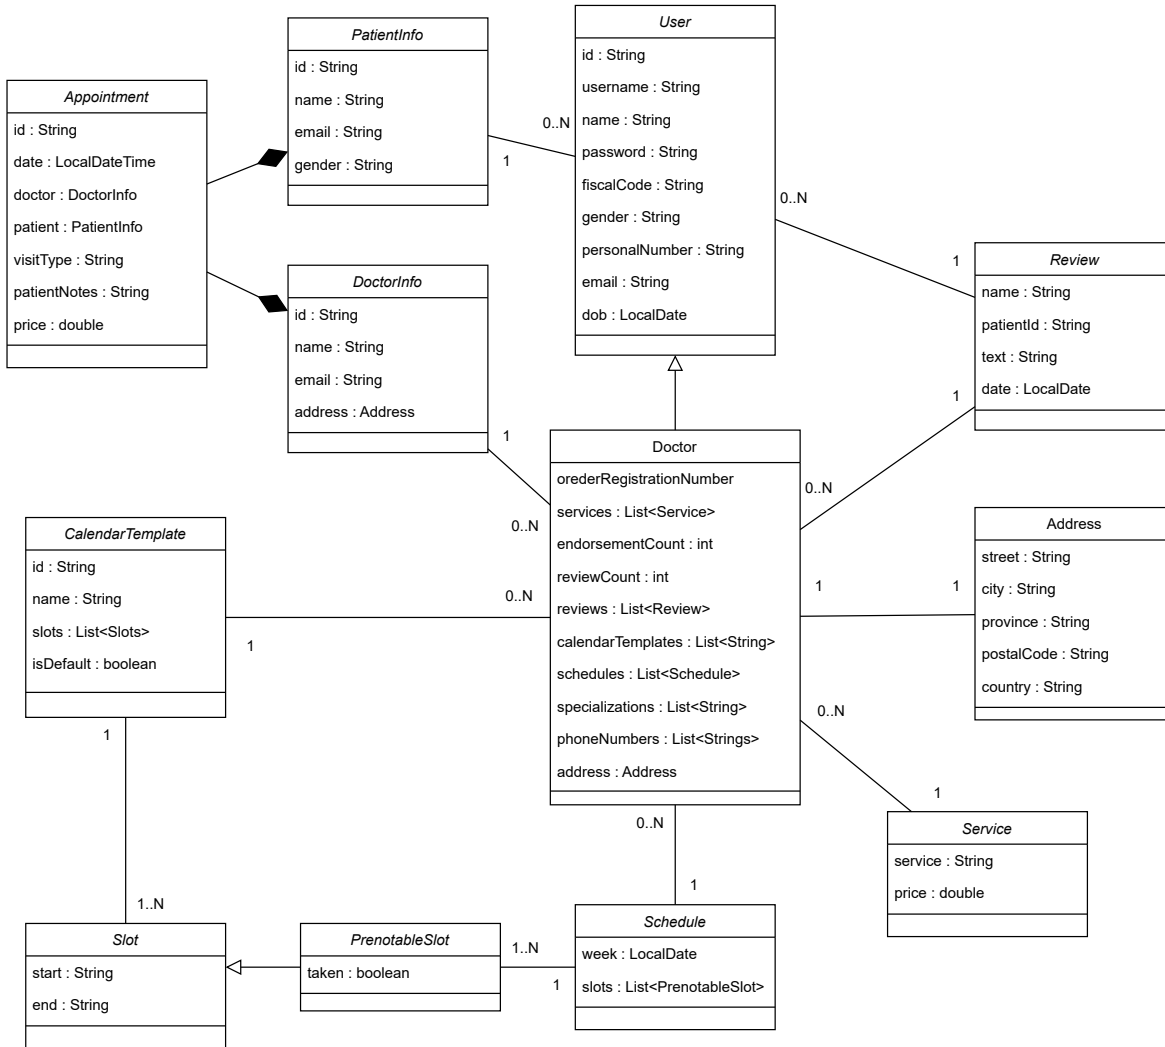 PatientInfo
id : String
name : String
email : String
gender : String
User
id : String
username : String
name : String
password : String
fiscalCode : String
gender : String
personalNumber : String
email : String
dob : LocalDate
Appointment
id : String
date : LocalDateTime
doctor : DoctorInfo
patient : PatientInfo
visitType : String
patientNotes : String
price : double
0..N
1
0..N
1
Review
name : String
patientId : String
text : String
date : LocalDate
DoctorInfo
id : String
name : String
email : String
address : Address
1
0..N
1
0..N
Doctor
orederRegistrationNumber
services : List<Service>
endorsementCount : int
reviewCount : int
reviews : List<Review>
calendarTemplates : List<String>
schedules : List<Schedule>
specializations : List<String>
phoneNumbers : List<Strings>
address : Address
Address
street : String
city : String
province : String
postalCode : String
country : String
1
1
CalendarTemplate
id : String
name : String
slots : List<Slots>
isDefault : boolean
0..N
1
1
1..N
0..N
1
Service
service : String
price : double
0..N
1
Slot
start : String
end : String
PrenotableSlot
taken : boolean
1..N
1
Schedule
week : LocalDate
slots : List<PrenotableSlot>